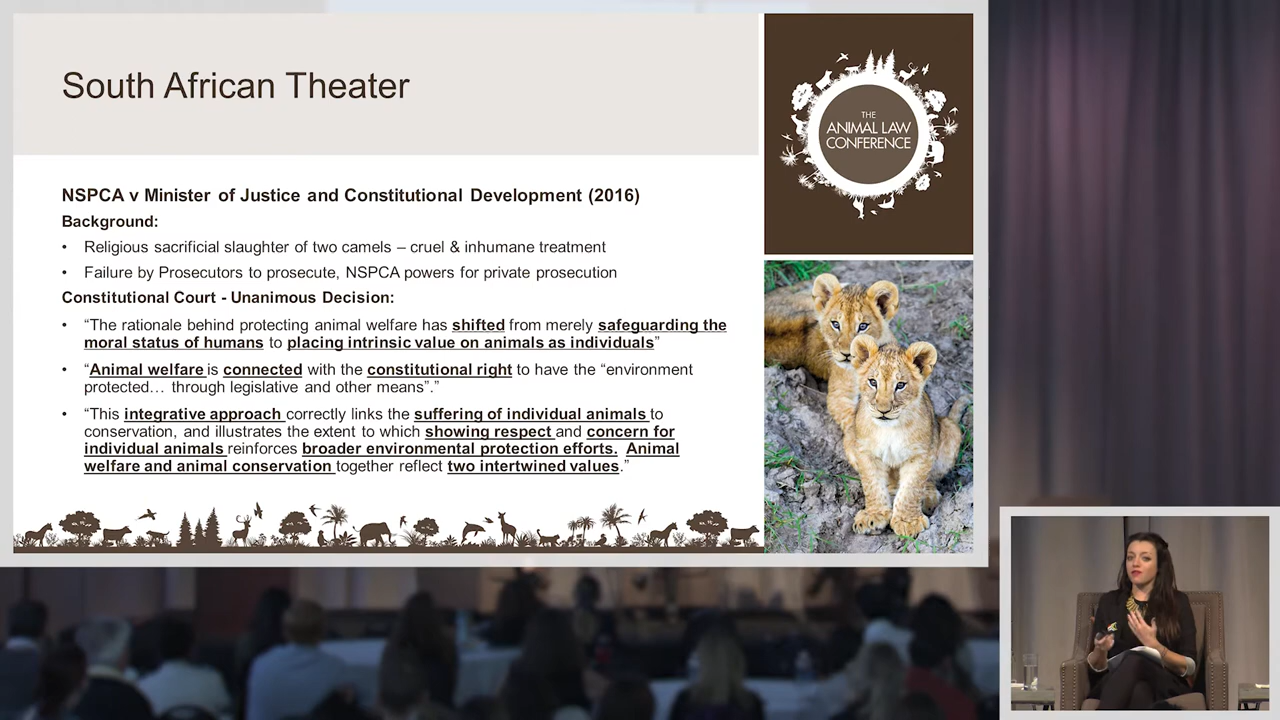 South African Theater
THE
ANIMAL LAW
CONFERENCE
NSPCA v Minister of Justice and Constitutional Development (2016)
Background:
• Religious sacrificial slaughter of two camels – cruel & inhumane treatment
• Failure by Prosecutors to prosecute, NSPCA powers for private prosecution
Constitutional Court - Unanimous Decision:
• “The rationale behind protecting animal welfare has shifted from merely safeguarding the
moral status of humans to placing intrinsic value on animals as individuals”
• “Animal welfare is connected with the constitutional right to have the “environment
protected… through legislative and other means”.”
• “This integrative approach correctly links the suffering of individual animals to
conservation, and illustrates the extent to which showing respect and concern for
individual animals reinforces broader environmental protection efforts. Animal
welfare and animal conservation together reflect two intertwined values.”